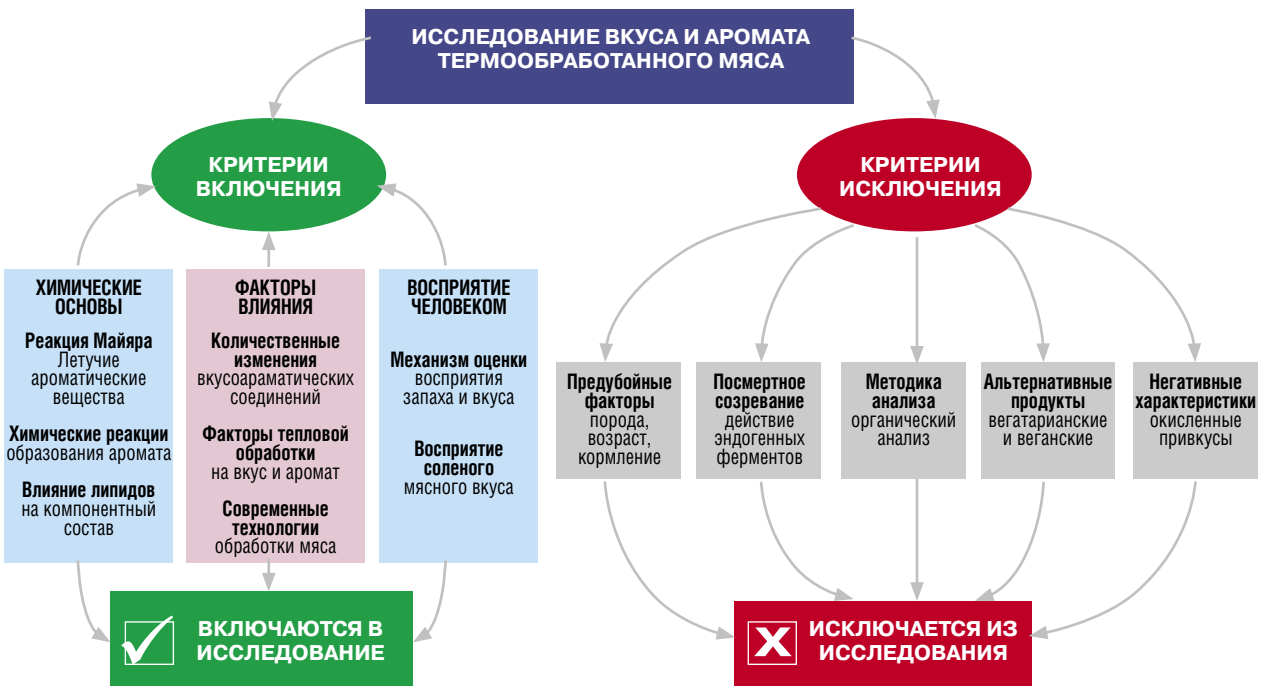 ИССЛЕДОВАНИЕ ВКУСА И АРОМАТА
ТЕРМООБРАБОТАННОГО МЯСА
КРИТЕРИИ
ВКЛЮЧЕНИЯ
КРИТЕРИИ
ИСКЛЮЧЕНИЯ
ХИМИЧЕСКИЕ
ОСНОВЫ
Реакция Майяра
Летучие
ароматические
вещества
Химические реакции
образования аромата
Влияние липидов
на компонентный
состав
ФАКТОРЫ
ВЛИЯНИЯ
Количественные
изменения
вкусоараматических
соединений
Факторы тепловой
обработки
на вкус и аромат
Современные
технологии
обработки мяса
ВОСПРИЯТИЕ
ЧЕЛОВЕКОМ
Механизм оценки
восприятия
запаха и вкуса
Восприятие
соленого
мясного вкуса
Предубойные
факторы
порода,
возраст,
кормление
Посмертное
созревание
действие
эндогенных
ферментов
Методика
анализа
органический
анализ
Альтернативные
продукты
вегатарианские
и веганские
Негативные
характеристики
окисленные
привкусы
ВКЛЮЧАЮТСЯ В
ИССЛЕДОВАНИЕ
ИСКЛЮЧАЕТСЯ ИЗ
ИССЛЕДОВАНИЯ